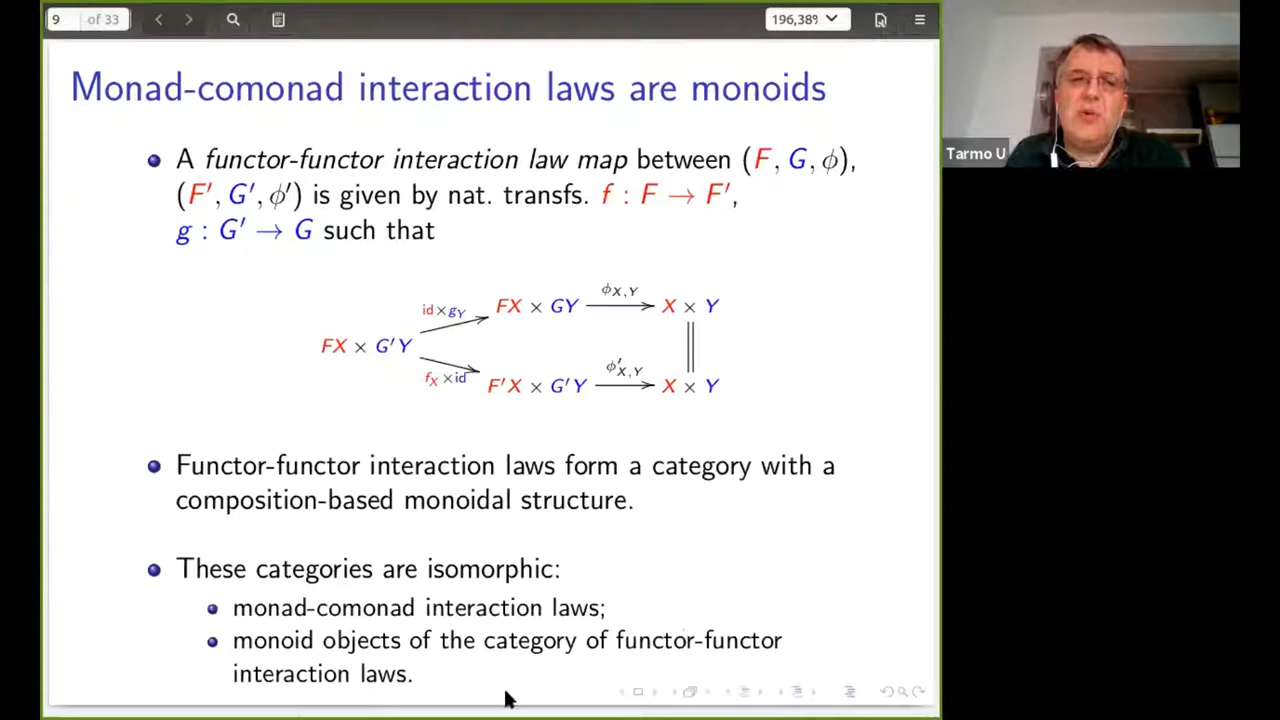 9 of 33
196,38%
Monad-comonad interaction laws are monoids
A functor-functor interaction law map between (F, G, ϕ),
(F′, G′, ϕ′) is given by nat. transfs. f : F → F′,
g : G′ → G such that
ϕX,Y
id×gY FX × GY X × Y
FX × G′Y
ϕ′X,Y
fX×id F′X × G′Y X × Y
Functor-functor interaction laws form a category with a
composition-based monoidal structure.
These categories are isomorphic:
monad-comonad interaction laws;
monoid objects of the category of functor-functor
interaction laws.
Tarmo U